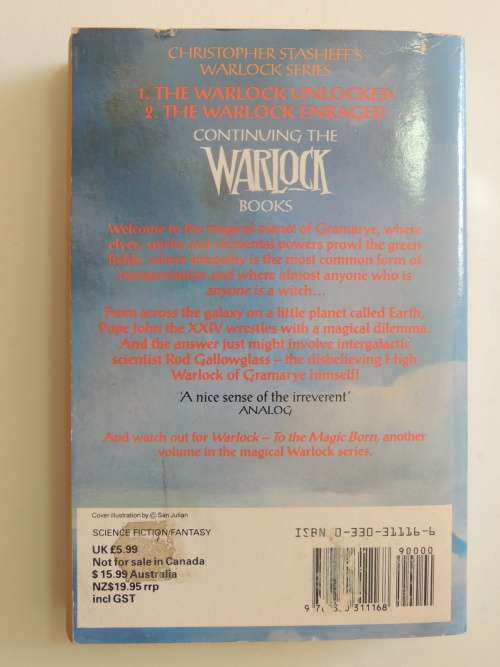 CHRISTOPHER STASHEFF'S
WARLOCK SERIES
1. THE WARLOCK UNLOCKED
2. THE WARLOCK ENRAGED
CONTINUING THE
WARLOCK
BOOKS
Welcome to the magical planet of Gramarye, where
elves, spirits and elemental powers prowl the green
fields, where telepathy is the most common form of
transportation and where almost anyone who is
anyone is a witch...
From across the galaxy on a little planet called Earth,
Pope John the XXIV wrestles with a magical dilemma.
And the answer just might involve intergalactic
scientist Rod Gallowglass – the disbelieving High
Warlock of Gramarye himself!
'A nice sense of the irreverent'
ANALOG
And watch out for Warlock – To the Magic Born, another
volume in the magical Warlock series.
Cover illustration by © San Julian
SCIENCE FICTION/FANTASY
UK £5.99
Not for sale in Canada
$15.99 Australia
NZ$19.95 rrp
incl GST
ISBN 0-330-31116-6
90000
311168